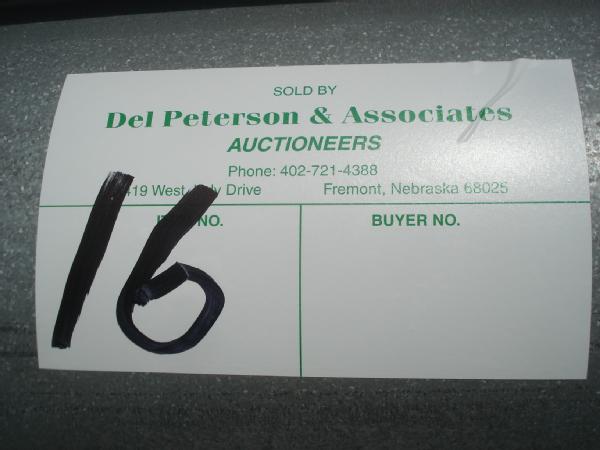 SOLD BY
Del Peterson & Associates
AUCTIONEERS
Phone: 402-721-4388
West Drive Fremont, Nebraska 68025
NO. BUYER NO.
16